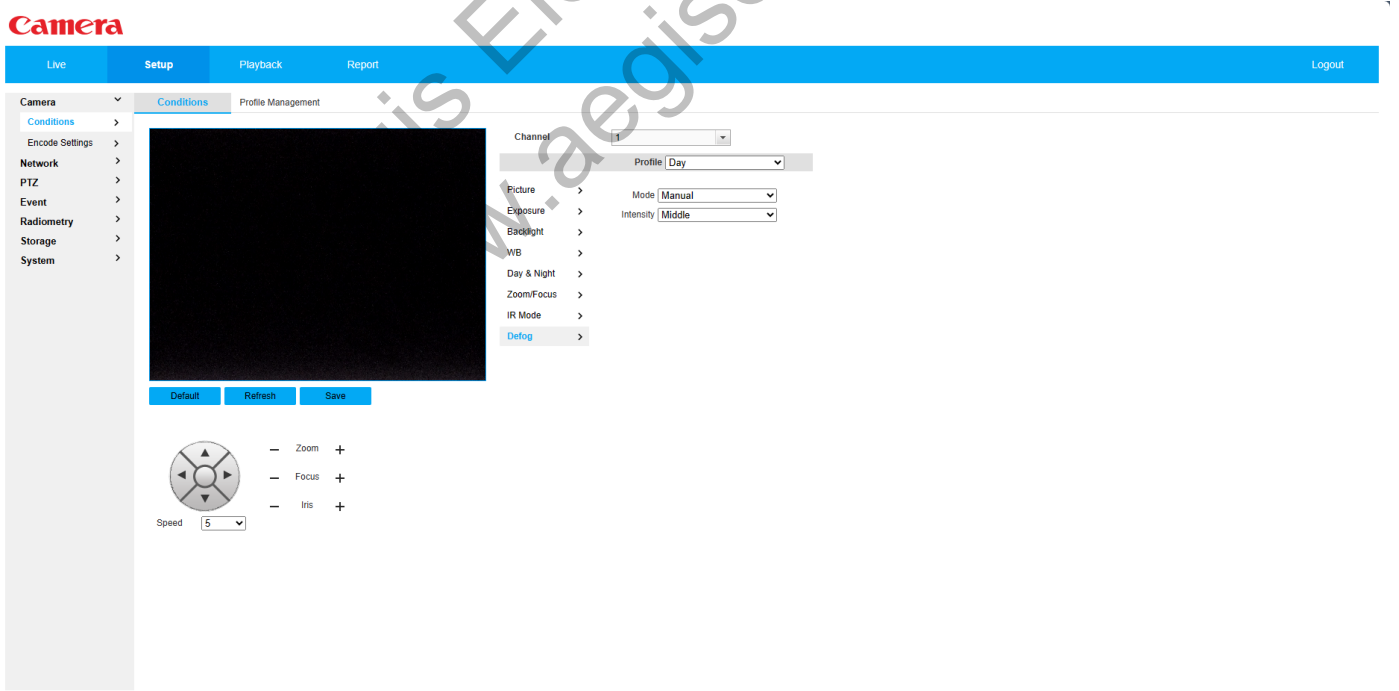 Camera
Live Setup Playback Report Logout
Camera
Conditions
Encode Settings
Network
PTZ
Event
Radiometry
Storage
System
Conditions Profile Management
Default Refresh Save
Zoom
Focus
Iris
Speed 5
Channel 1
Profile Day
Picture
Exposure
Backlight
WB
Day & Night
Zoom/Focus
IR Mode
Defog
Mode Manual
Intensity Middle